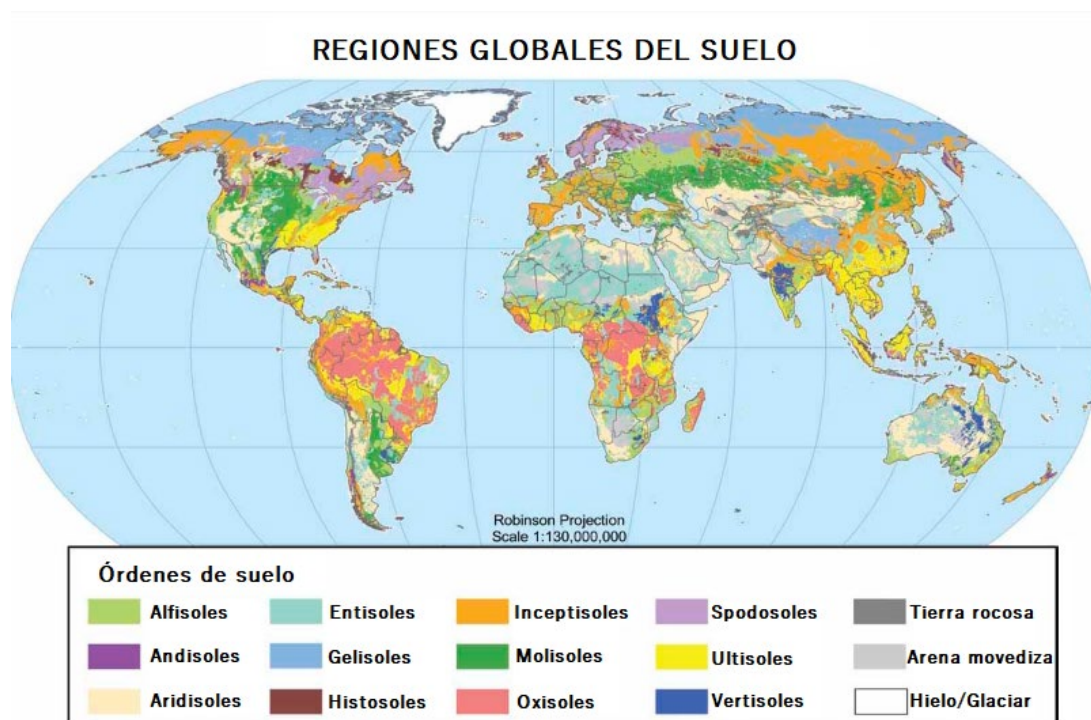 REGIONES GLOBALES DEL SUELO
Robinson Projection
Scale 1:130,000,000
Órdenes de suelo
Alfisoles Entisoles Inceptisoles Spodosoles Tierra rocosa
Andisoles Gelisoles Molisoles Ultisoles Arena movediza
Aridisoles Histosoles Oxisoles Vertisoles Hielo/Glaciar